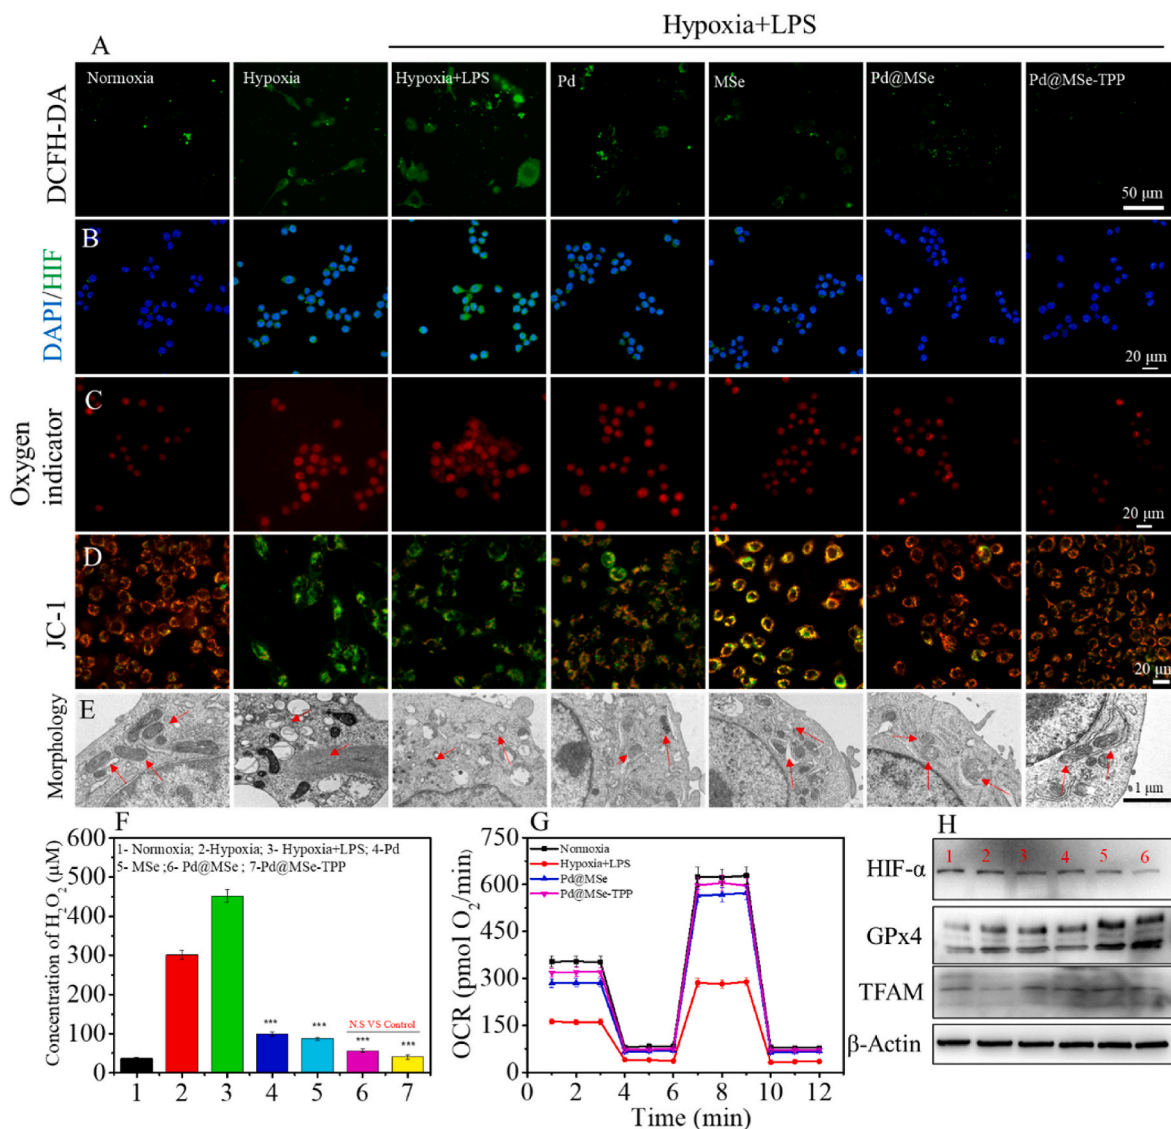 Hypoxia+LPS
A
DCFH-DA
Normoxia
Hypoxia
Hypoxia+LPS
Pd
MSe
Pd@MSe
Pd@MSe-TPP
50 μm
B
DAPI/HIF
20 μm
C
Oxygen
indicator
20 μm
D
JC-1
20 μm
E
Morphology
1 μm
F
Concentration of H2O2 (μM)
600
500
400
300
200
100
0
1- Normoxia; 2-Hypoxia; 3- Hypoxia+LPS; 4-Pd
5- MSe ;6- Pd@MSe ; 7-Pd@MSe-TPP
N.S VS Control
***
***
***
***
1 2 3 4 5 6 7
G
OCR (pmol O2/min)
750
600
450
300
150
0
Normoxia
Hypoxia+LPS
Pd@MSe
Pd@MSe-TPP
0 2 4 6 8 10 12
Time (min)
H
1 2 3 4 5 6
HIF-α
GPx4
TFAM
β-Actin